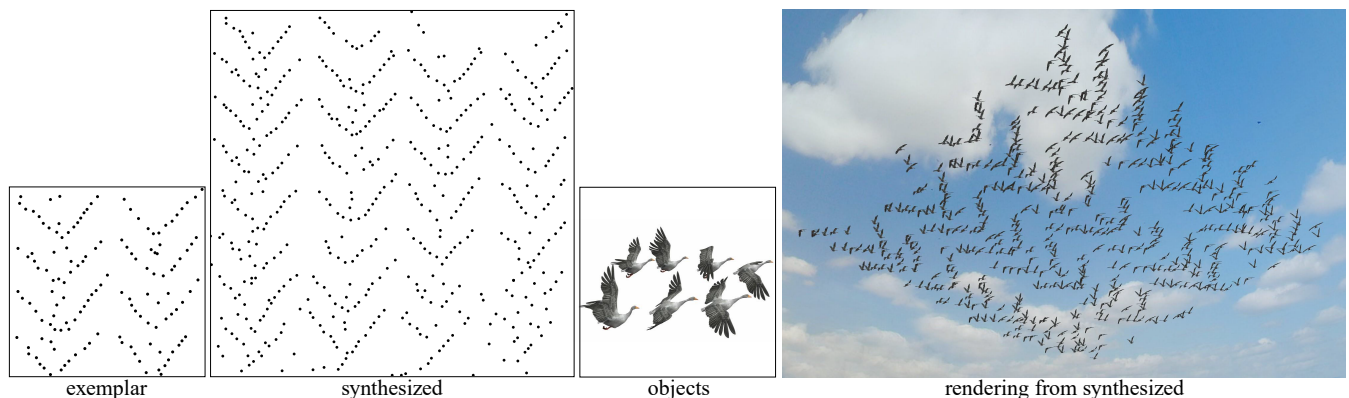 exemplar
synthesized
objects
rendering from synthesized